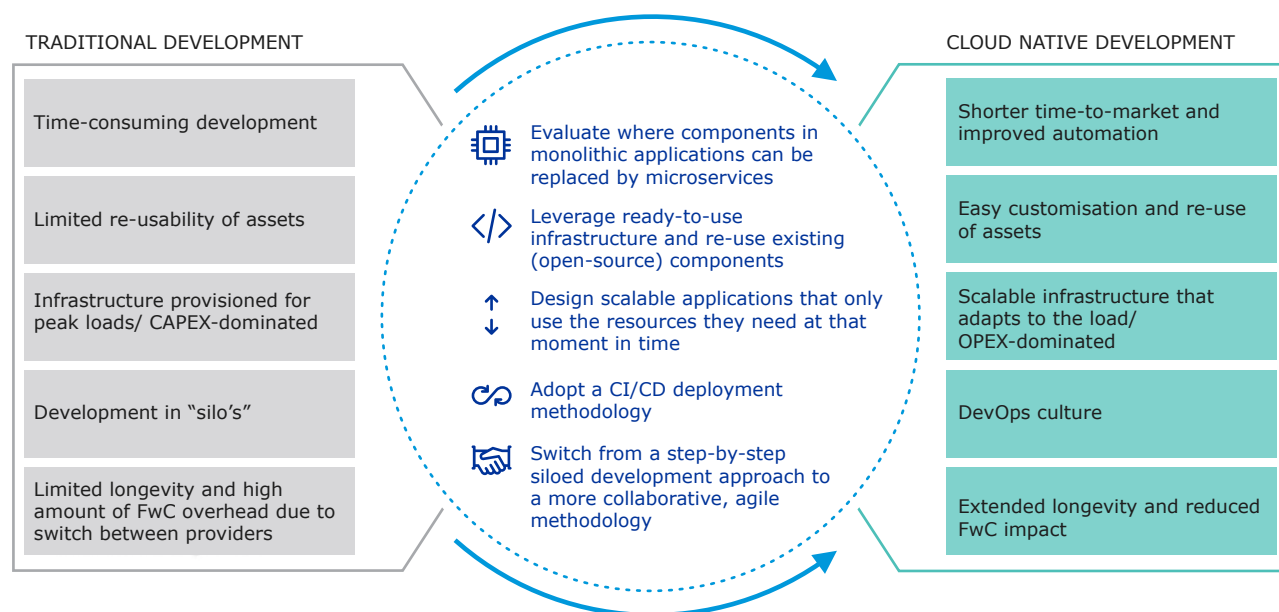 TRADITIONAL DEVELOPMENT
Time-consuming development
Limited re-usability of assets
Infrastructure provisioned for
peak loads/ CAPEX-dominated
Development in “silo’s”
Limited longevity and high
amount of FwC overhead due to
switch between providers
Evaluate where components in
monolithic applications can be
replaced by microservices
Leverage ready-to-use
infrastructure and re-use existing
(open-source) components
Design scalable applications that only
use the resources they need at that
moment in time
Adopt a CI/CD deployment
methodology
Switch from a step-by-step
siloed development approach to
a more collaborative, agile
methodology
CLOUD NATIVE DEVELOPMENT
Shorter time-to-market and
improved automation
Easy customisation and re-use
of assets
Scalable infrastructure that
adapts to the load/
OPEX-dominated
DevOps culture
Extended longevity and reduced
FwC impact